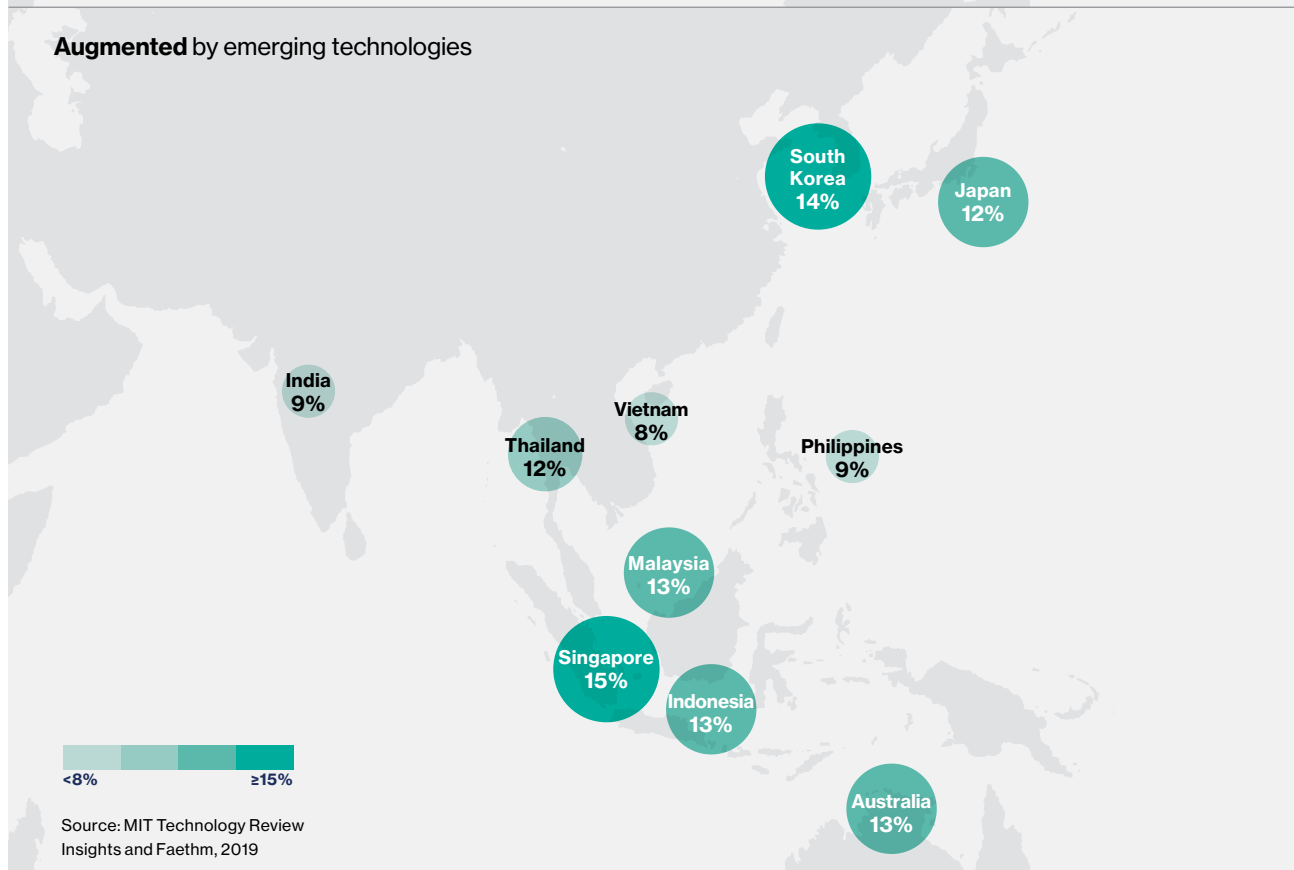 Augmented by emerging technologies
South
Korea
14%
Japan
12%
India
9%
Vietnam
8%
Thailand
12%
Philippines
9%
Malaysia
13%
Singapore
15%
Indonesia
13%
Australia
13%
<8%
≥15%
Source: MIT Technology Review
Insights and Faethm, 2019